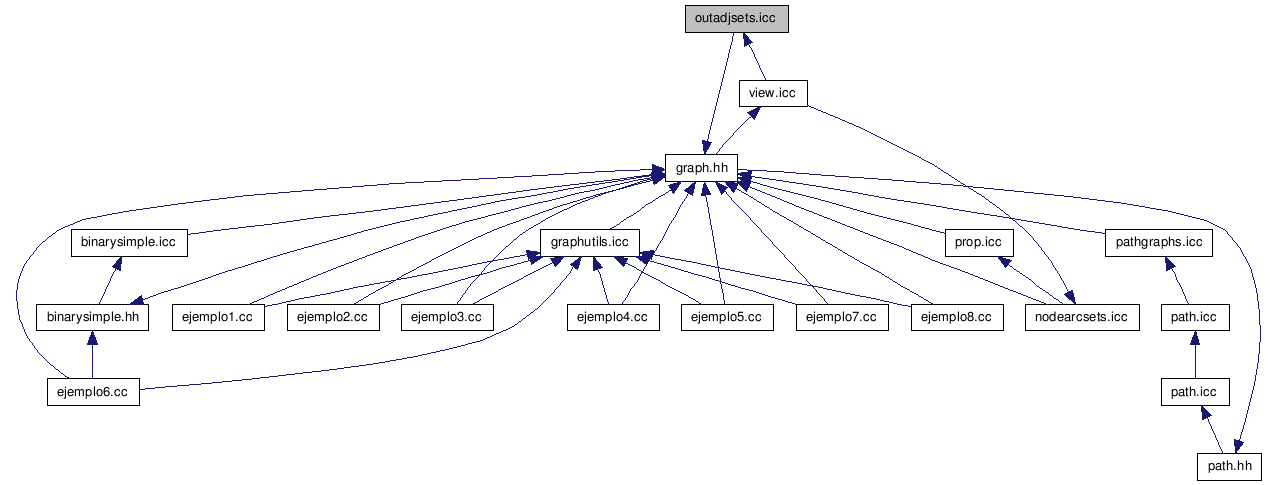 outadjsets.icc
view.icc
graph.hh
binarysimple.icc
graphutils.icc
prop.icc
pathgraphs.icc
binarysimple.hh
ejemplo1.cc
ejemplo2.cc
ejemplo3.cc
ejemplo4.cc
ejemplo5.cc
ejemplo7.cc
ejemplo8.cc
nodearcsets.icc
path.icc
ejemplo6.cc
path.icc
path.hh